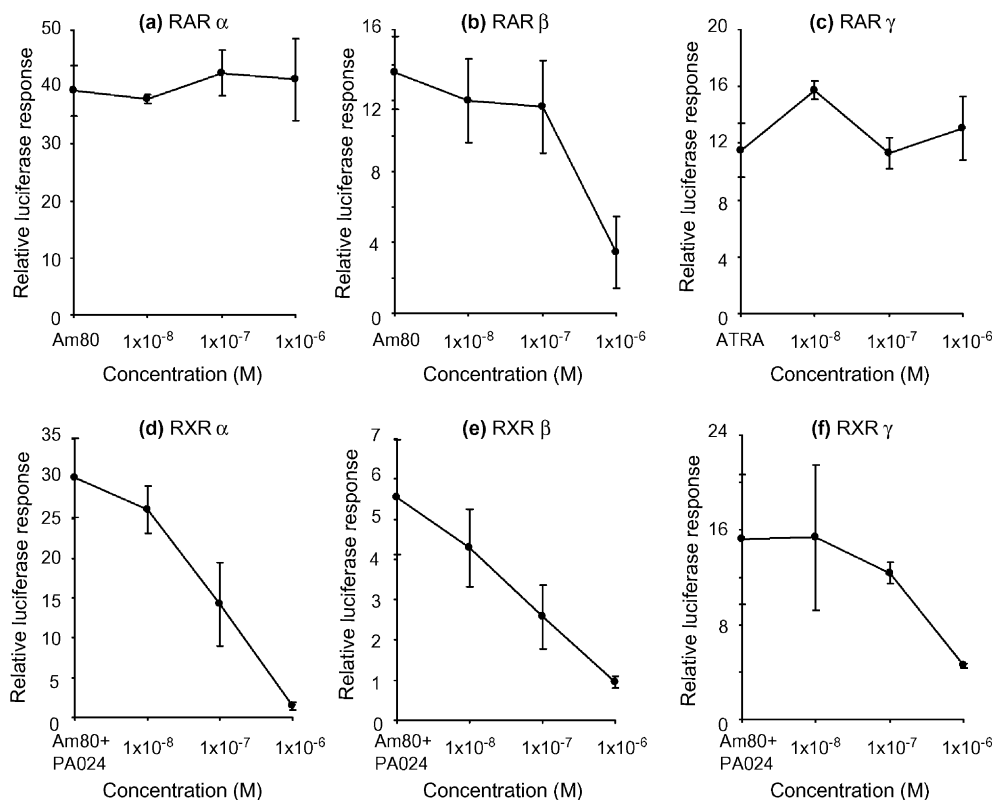 (a) RAR α
50
40
30
20
10
0
Relative luciferase response
Am80 1x10⁻⁸ 1x10⁻⁷ 1x10⁻⁶
Concentration (M)
(b) RAR β
16
12
8
4
0
Relative luciferase response
Am80 1x10⁻⁸ 1x10⁻⁷ 1x10⁻⁶
Concentration (M)
(c) RAR γ
20
16
12
8
4
0
Relative luciferase response
ATRA 1x10⁻⁸ 1x10⁻⁷ 1x10⁻⁶
Concentration (M)
(d) RXR α
35
30
25
20
15
10
5
0
Relative luciferase response
Am80+ 1x10⁻⁸ 1x10⁻⁷ 1x10⁻⁶
PA024
Concentration (M)
(e) RXR β
7
6
5
4
3
2
1
0
Relative luciferase response
Am80+ 1x10⁻⁸ 1x10⁻⁷ 1x10⁻⁶
PA024
Concentration (M)
(f) RXR γ
24
16
8
0
Relative luciferase response
Am80+ 1x10⁻⁸ 1x10⁻⁷ 1x10⁻⁶
PA024
Concentration (M)